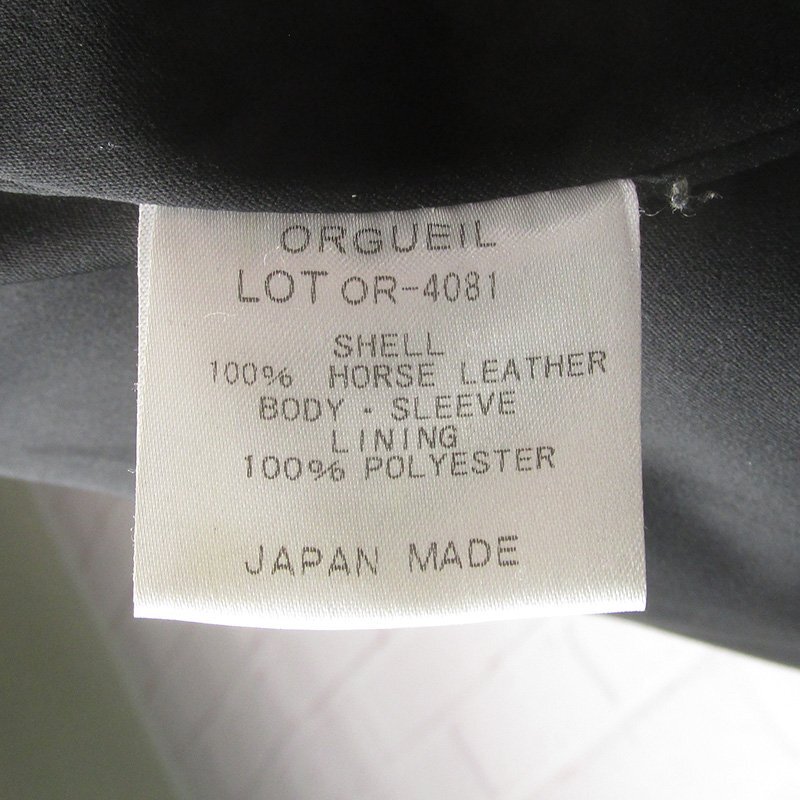 ORGUEIL
LOT OR-4081
SHELL
100% HORSE LEATHER
BODY - SLEEVE
LINING
100% POLYESTER
JAPAN MADE